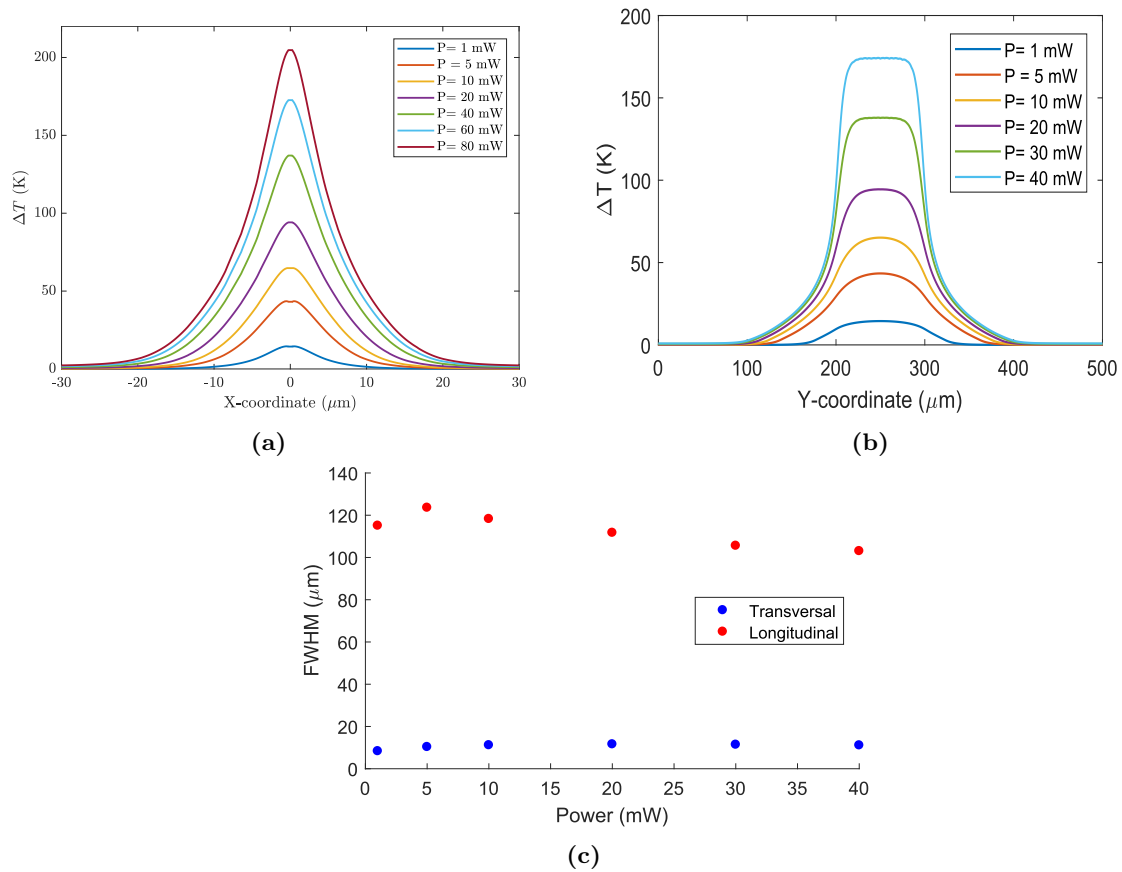 200
150
100
50
0
ΔT (K)
-30 -20 -10 0 10 20 30
X-coordinate (μm)
P= 1 mW
P = 5 mW
P= 10 mW
P= 20 mW
P= 40 mW
P= 60 mW
P= 80 mW
(a)
200
150
100
50
0
ΔT (K)
0 100 200 300 400 500
Y-coordinate (μm)
P= 1 mW
P = 5 mW
P= 10 mW
P= 20 mW
P= 30 mW
P= 40 mW
(b)
140
120
100
80
60
40
20
0
FWHM (μm)
0 5 10 15 20 25 30 35 40
Power (mW)
Transversal
Longitudinal
(c)